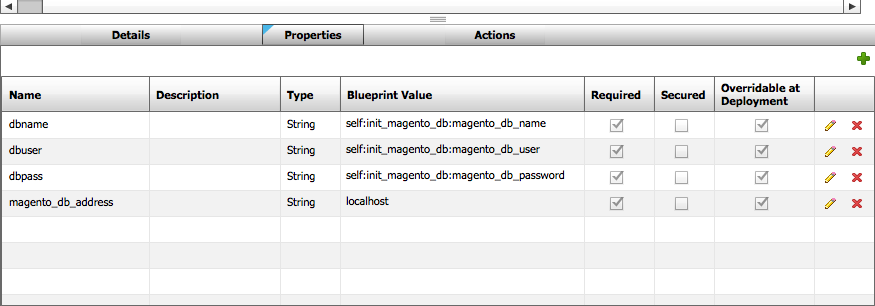 Details Properties Actions
Name Description Type Blueprint Value Required Secured Overridable at
Deployment
dbname String self:init_magento_db:magento_db_name
dbuser String self:init_magento_db:magento_db_user
dbpass String self:init_magento_db:magento_db_password
magento_db_address String localhost